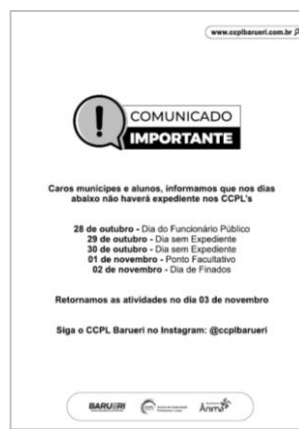 www.ccplbarueri.com.br
COMUNICADO
IMPORTANTE
Caros munícipes e alunos, informamos que nos dias
abaixo não haverá expediente nos CCPL's
28 de outubro - Dia do Funcionário Público
29 de outubro - Dia sem Expediente
30 de outubro - Dia sem Expediente
01 de novembro - Ponto Facultativo
02 de novembro - Dia de Finados
Retornamos as atividades no dia 03 de novembro
Siga o CCPL Barueri no Instagram: @ccplbarueri
BARUERI
Anima